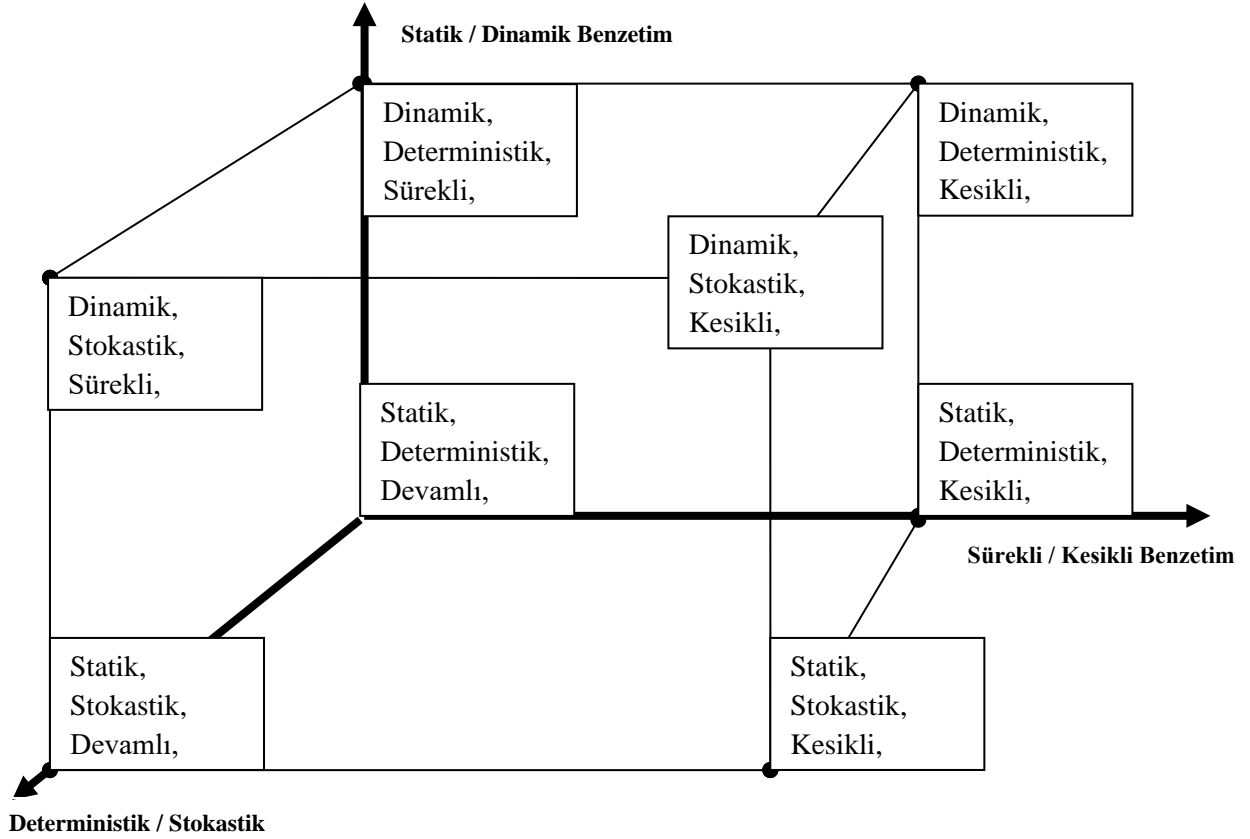 Statik / Dinamik Benzetim
Dinamik,
Deterministik,
Sürekli,
Dinamik,
Deterministik,
Kesikli,
Dinamik,
Stokastik,
Kesikli,
Dinamik,
Stokastik,
Sürekli,
Statik,
Deterministik,
Devamlı,
Statik,
Deterministik,
Kesikli,
Sürekli / Kesikli Benzetim
Statik,
Stokastik,
Devamlı,
Statik,
Stokastik,
Kesikli,
Deterministik / Stokastik